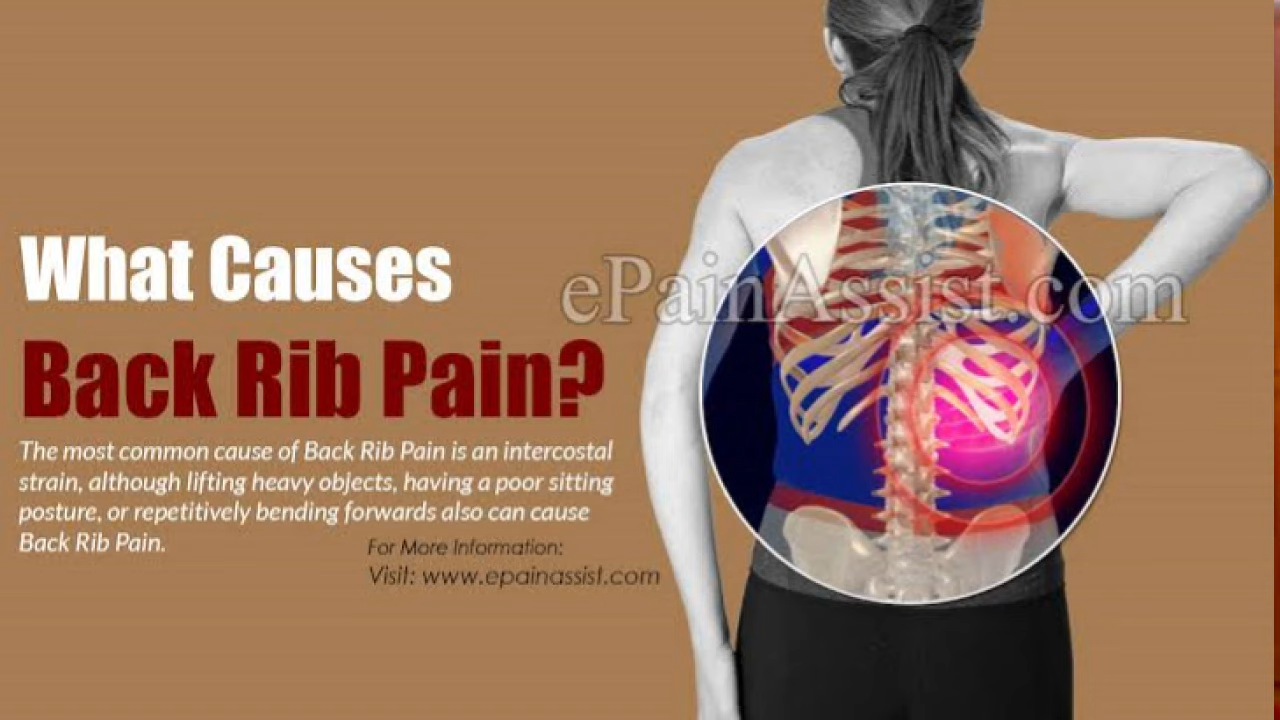 What Causes
ePainAssist.com
Back Rib Pain?
The most common cause of Back Rib Pain is an intercostal
strain, although lifting heavy objects, having a poor sitting
posture, or repetitively bending forwards also can cause
Back Rib Pain.
For More Information:
Visit: www.epainassist.com